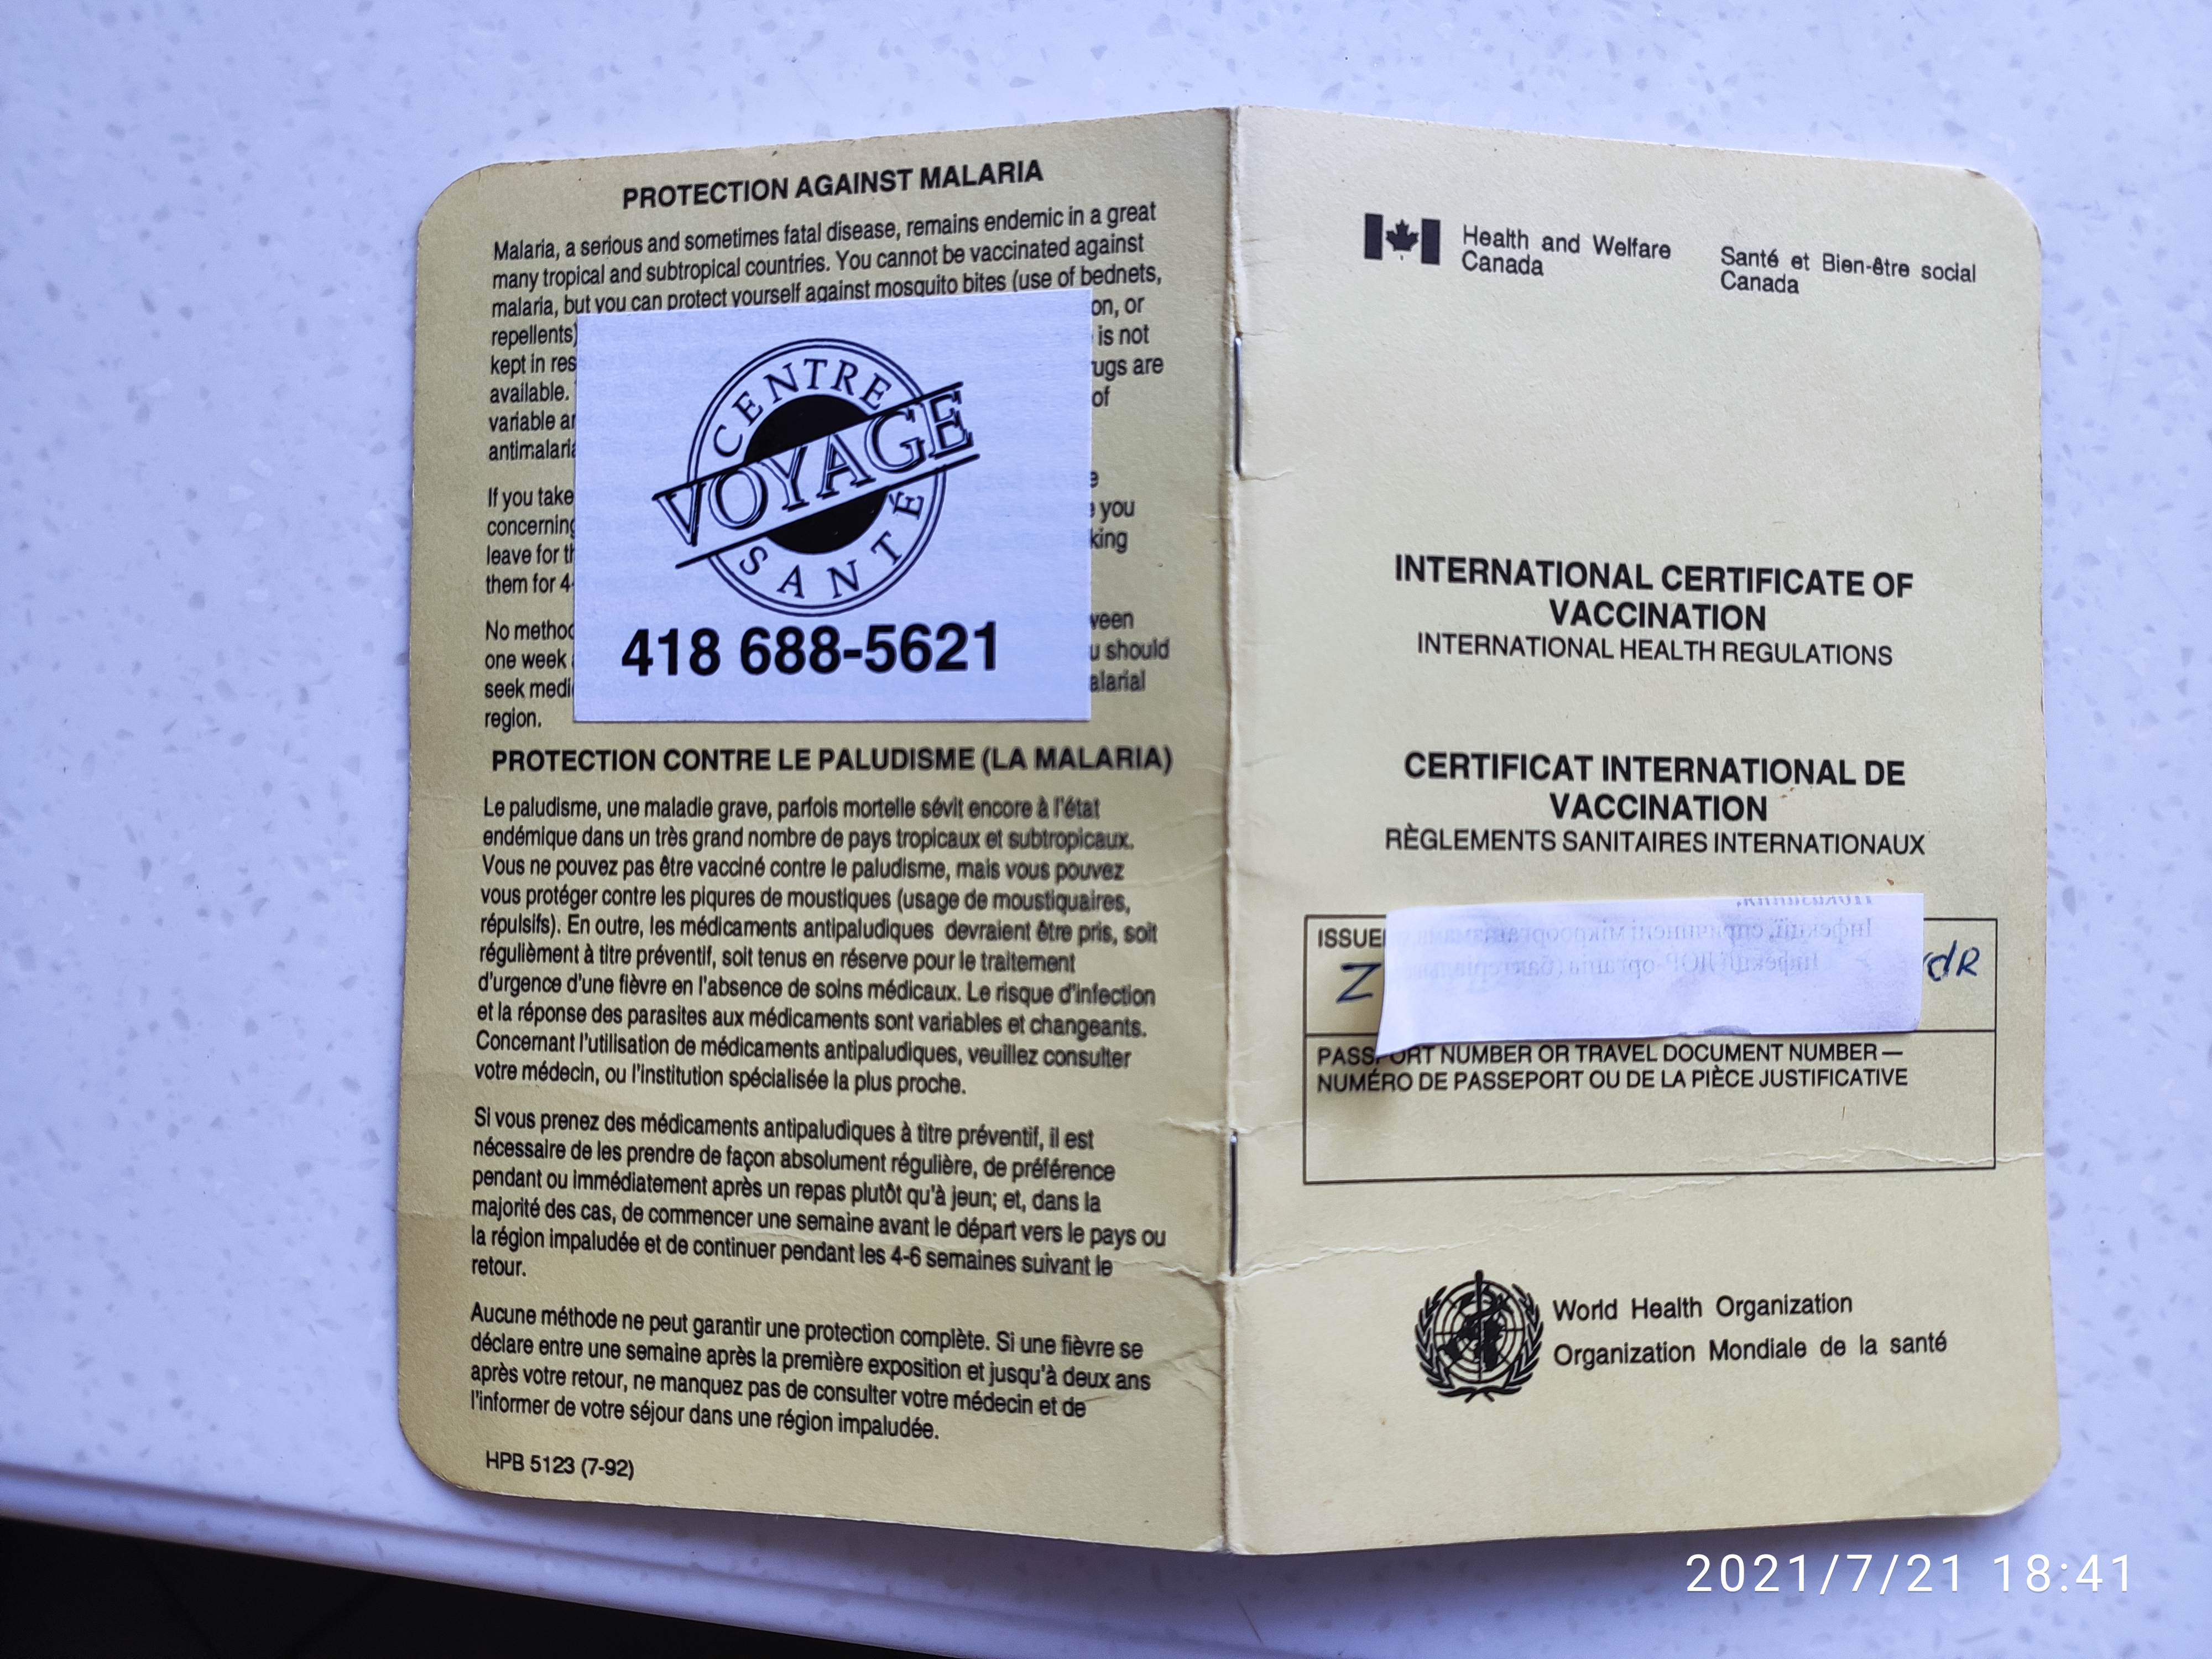 PROTECTION AGAINST MALARIA
Malaria, a serious and sometimes fatal disease, remains endemic in a great
many tropical and subtropical countries. You cannot be vaccinated against
malaria, but you can protect yourself against mosquito bites (use of bednets,
repellents) on, or
kept in res is not
available. rugs are
variable of
antimalaria
If you take
concerning you
leave for king
them for 4-
No method ween
one week u should
seek medi alarial
region.
CENTRE
VOYAGE
SANTÉ
418 688-5621
PROTECTION CONTRE LE PALUDISME (LA MALARIA)
Le paludisme, une maladie grave, parfois mortelle sévit encore à l'état
endémique dans un très grand nombre de pays tropicaux et subtropicaux.
Vous ne pouvez pas être vacciné contre le paludisme, mais vous pouvez
vous protéger contre les piqures de moustiques (usage de moustiquaires,
répulsifs). En outre, les médicaments antipaludiques devraient être pris, soit
régulièment à titre préventif, soit tenus en réserve pour le traitement
d'urgence d'une fièvre en l'absence de soins médicaux. Le risque d'infection
et la réponse des parasites aux médicaments sont variables et changeants.
Concernant l'utilisation de médicaments antipaludiques, veuillez consulter
votre médecin, ou l'institution spécialisée la plus proche.
Si vous prenez des médicaments antipaludiques à titre préventif, il est
nécessaire de les prendre de façon absolument régulière, de préférence
pendant ou immédiatement après un repas plutôt qu'à jeun; et, dans la
majorité des cas, de commencer une semaine avant le départ vers le pays ou
la région impaludée et de continuer pendant les 4-6 semaines suivant le
retour.
Aucune méthode ne peut garantir une protection complète. Si une fièvre se
déclare entre une semaine après la première exposition et jusqu'à deux ans
après votre retour, ne manquez pas de consulter votre médecin et de
l'informer de votre séjour dans une région impaludée.
HPB 5123 (7-92)
Health and Welfare
Canada
Santé et Bien-être social
Canada
INTERNATIONAL CERTIFICATE OF
VACCINATION
INTERNATIONAL HEALTH REGULATIONS
CERTIFICAT INTERNATIONAL DE
VACCINATION
RÈGLEMENTS SANITAIRES INTERNATIONAUX
ISSUE
Z dR
PASSPORT NUMBER OR TRAVEL DOCUMENT NUMBER —
NUMÉRO DE PASSEPORT OU DE LA PIÈCE JUSTIFICATIVE
World Health Organization
Organization Mondiale de la santé
2021/7/21 18:41